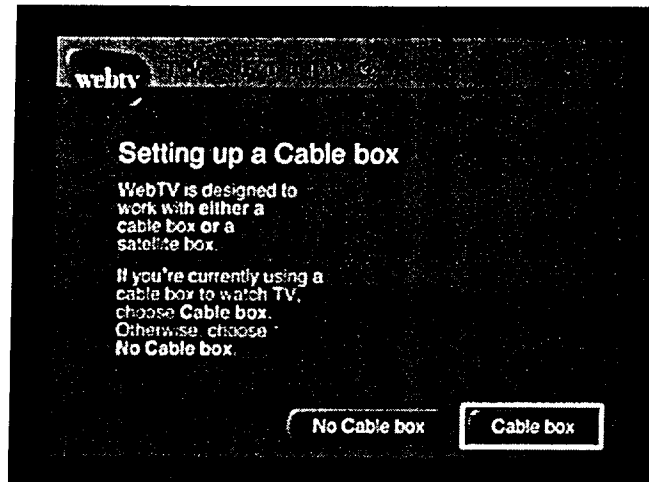 webtv
Setting up a Cable box
WebTV is designed to
work with either a
cable box or a
satellite box.
If you're currently using a
cable box to watch TV,
choose Cable box.
Otherwise, choose
No Cable box.
No Cable box
Cable box